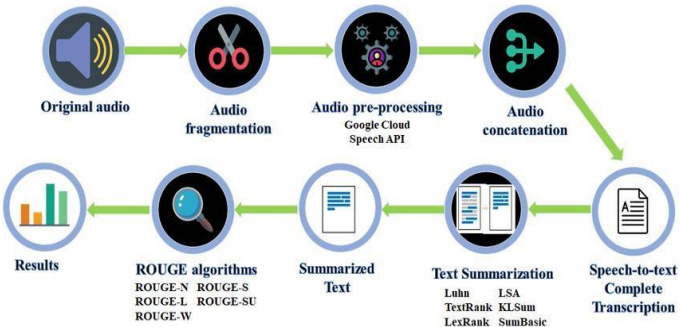 Original audio
Audio
fragmentation
Audio pre-processing
Google Cloud
Speech API
Audio
concatenation
Speech-to-text
Complete
Transcription
Text Summarization
Luhn LSA
TextRank KLSum
LexRank SumBasic
Summarized
Text
ROUGE algorithms
ROUGE-N ROUGE-S
ROUGE-L ROUGE-SU
ROUGE-W
Results